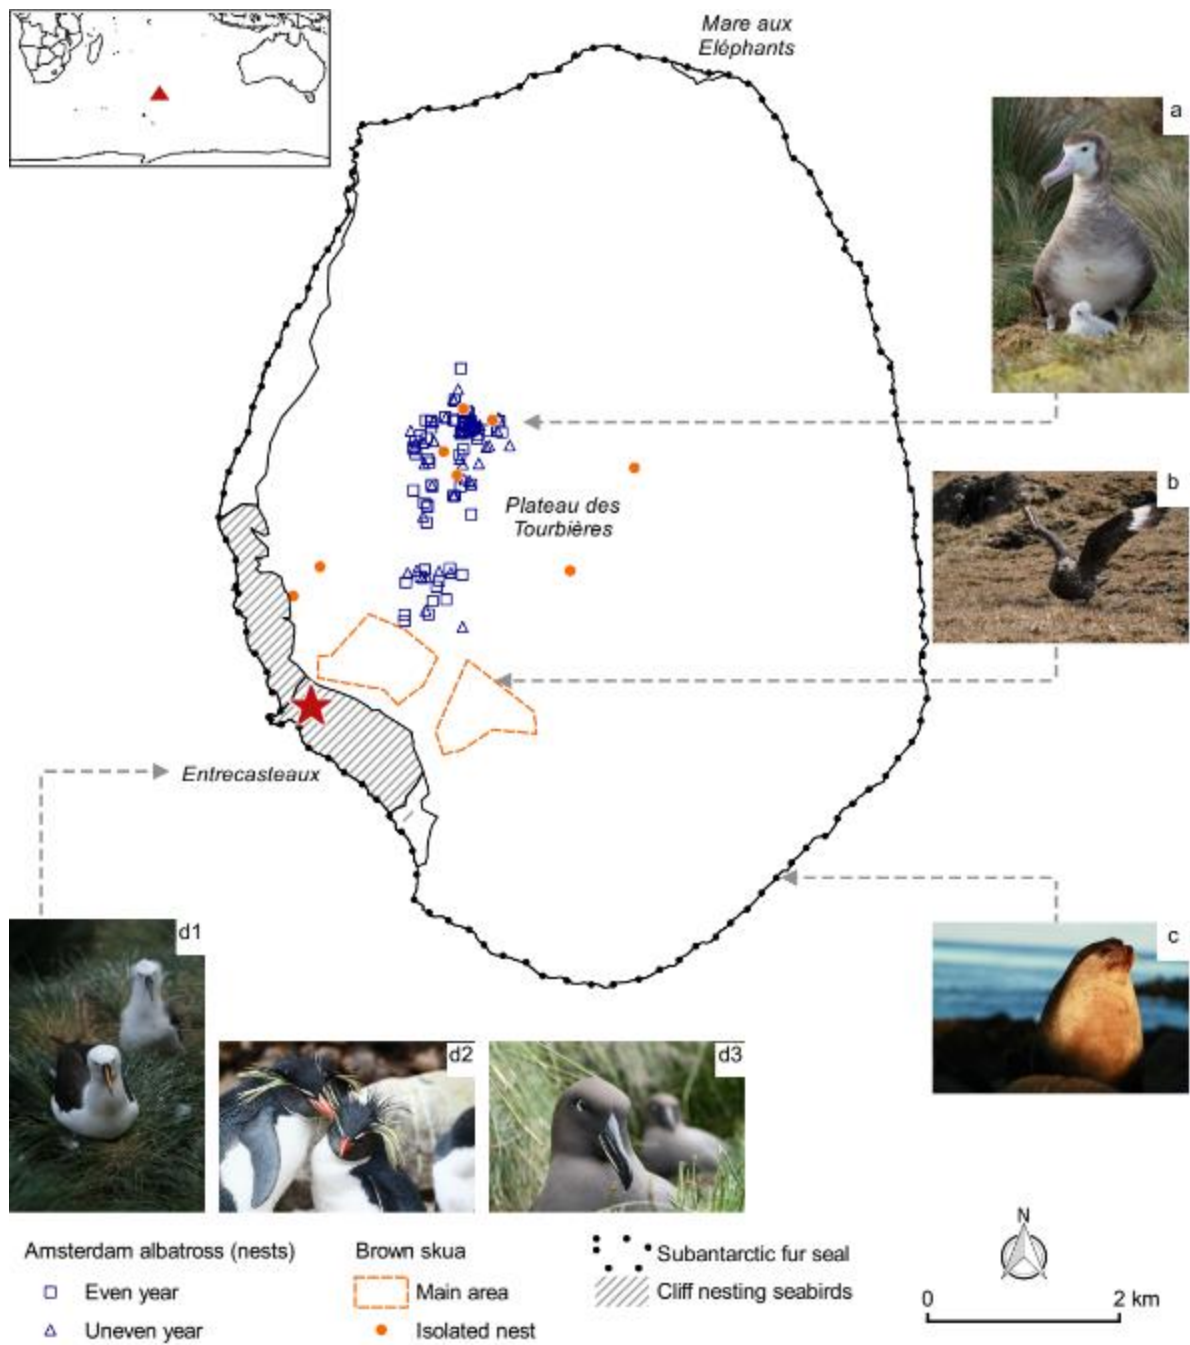 Mare aux
Eléphants
a
b
Plateau des
Tourbières
Entrecasteaux
c
d1
d2
d3
N
Amsterdam albatross (nests)
Even year
Uneven year
Brown skua
Main area
Isolated nest
Subantarctic fur seal
Cliff nesting seabirds
0 2 km